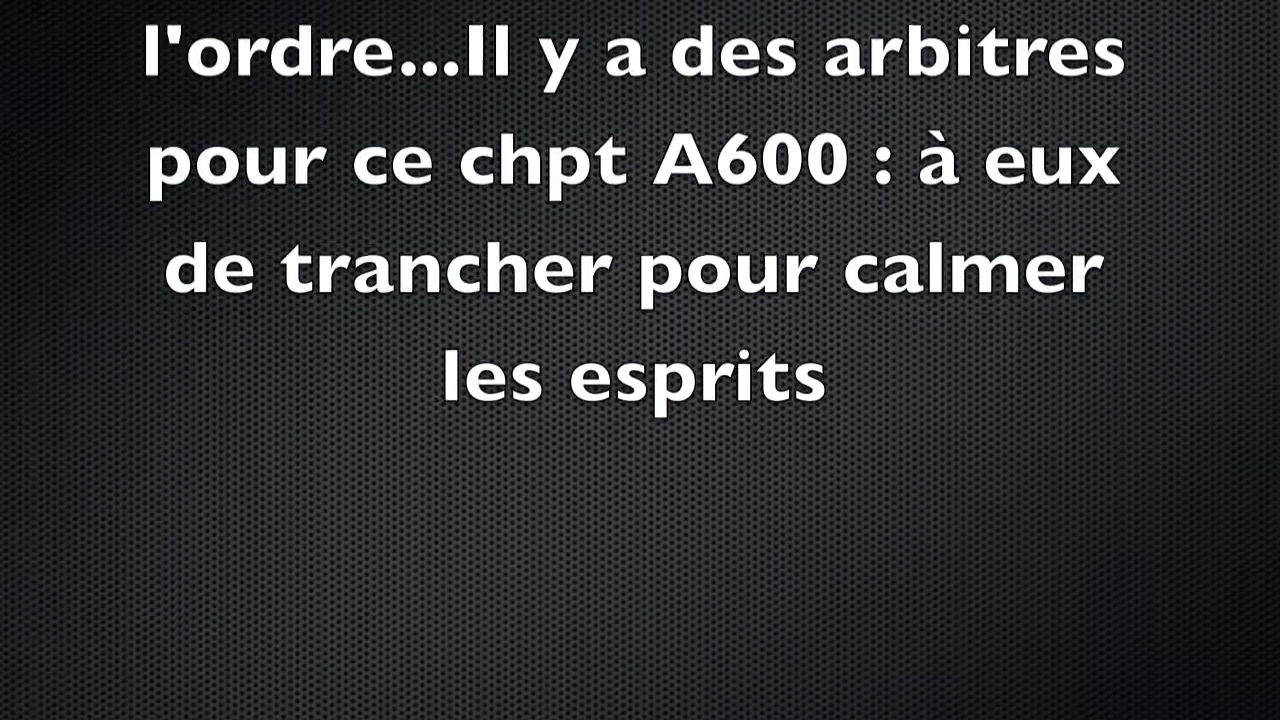 l'ordre...Il y a des arbitres
pour ce chpt A600 : à eux
de trancher pour calmer
les esprits